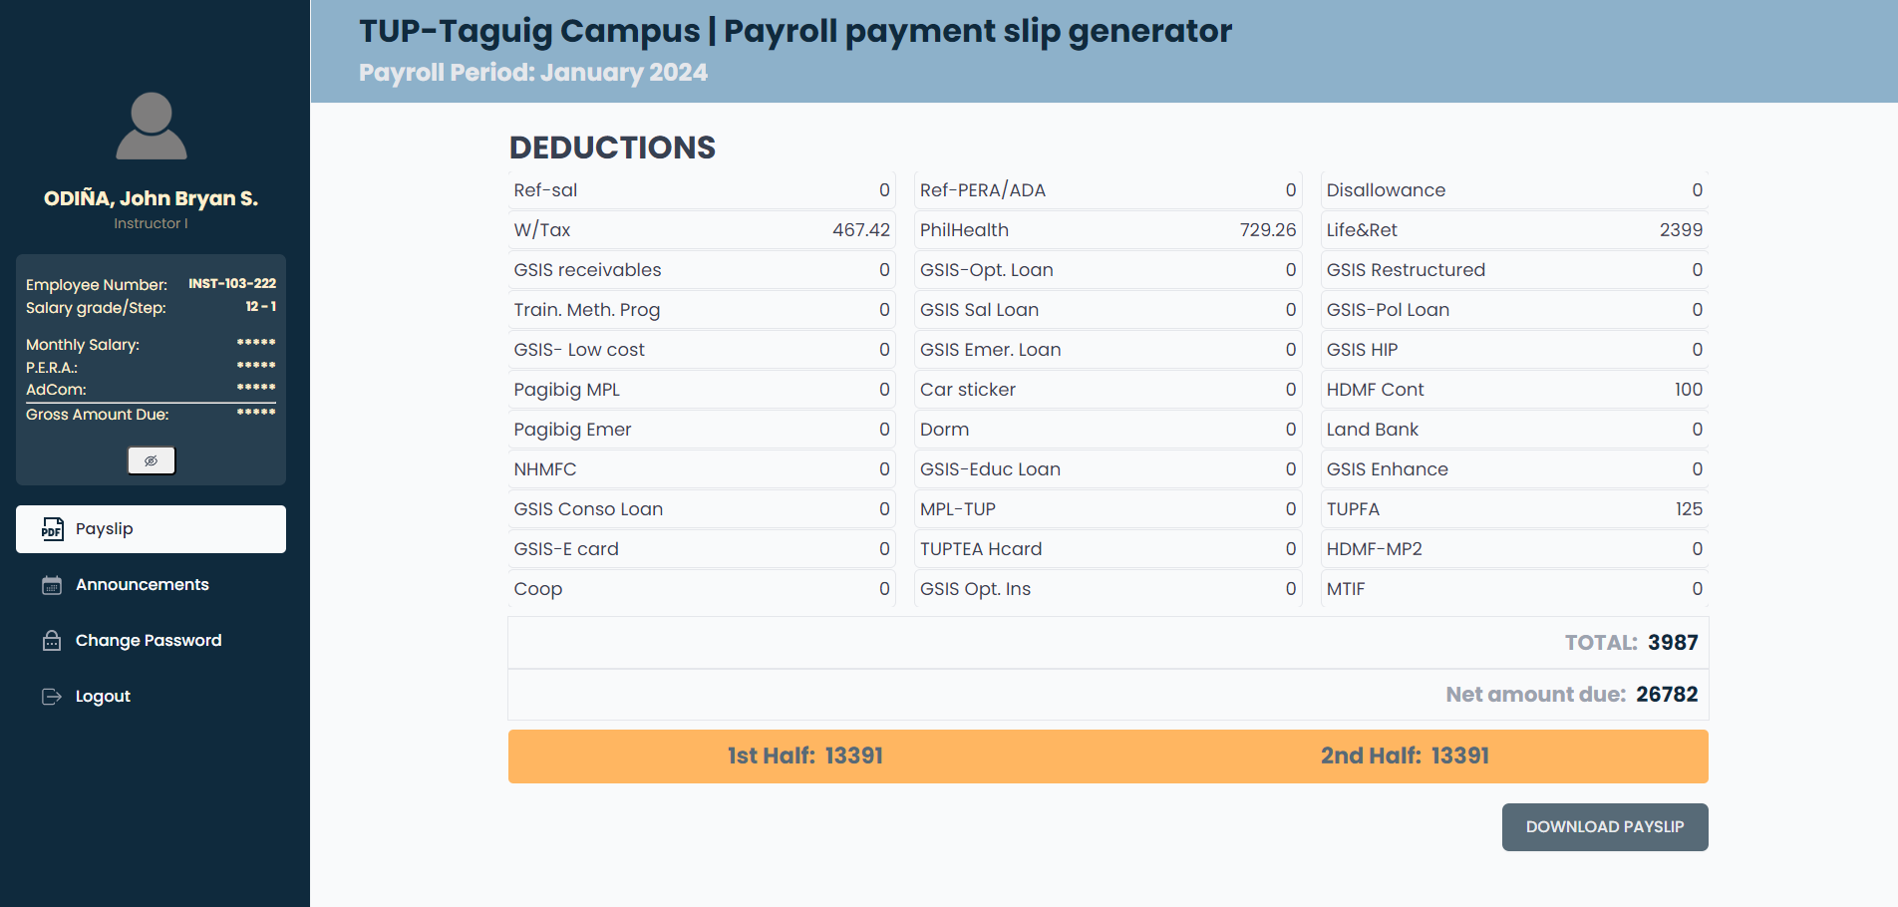 TUP-Taguig Campus | Payroll payment slip generator
Payroll Period: January 2024
ODIÑA, John Bryan S.
Instructor I
Employee Number: INST-103-222
Salary grade/Step: 12 - 1
Monthly Salary: *****
P.E.R.A.: *****
AdCom: *****
Gross Amount Due: *****
PDF Payslip
Announcements
Change Password
Logout
DEDUCTIONS
Ref-sal 0 Ref-PERA/ADA 0 Disallowance 0
W/Tax 467.42 PhilHealth 729.26 Life&Ret 2399
GSIS receivables 0 GSIS-Opt. Loan 0 GSIS Restructured 0
Train. Meth. Prog 0 GSIS Sal Loan 0 GSIS-Pol Loan 0
GSIS- Low cost 0 GSIS Emer. Loan 0 GSIS HIP 0
Pagibig MPL 0 Car sticker 0 HDMF Cont 100
Pagibig Emer 0 Dorm 0 Land Bank 0
NHMFC 0 GSIS-Educ Loan 0 GSIS Enhance 0
GSIS Conso Loan 0 MPL-TUP 0 TUPFA 125
GSIS-E card 0 TUPTEA Hcard 0 HDMF-MP2 0
Coop 0 GSIS Opt. Ins 0 MTIF 0
TOTAL: 3987
Net amount due: 26782
1st Half: 13391 2nd Half: 13391
DOWNLOAD PAYSLIP